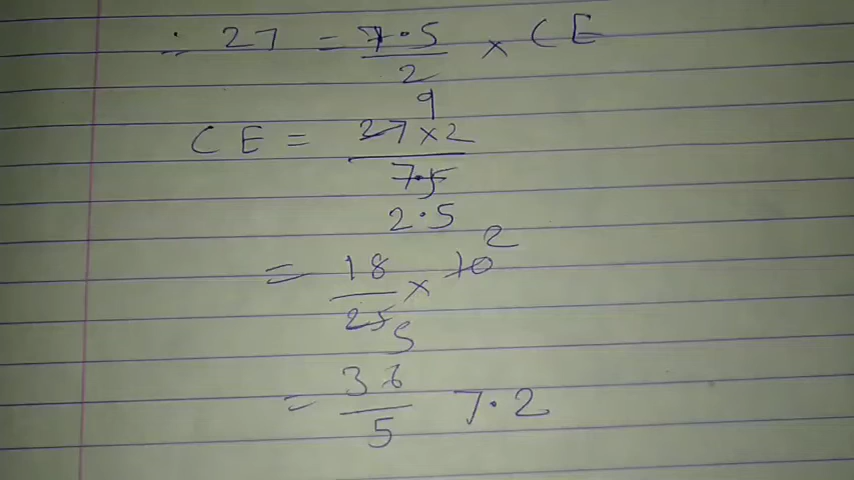 ∴ 27 = 7.5/2 × CE
9
CE = 27×2/7.5
2.5
= 18/25 × 10 2
5
= 36/5 7.2